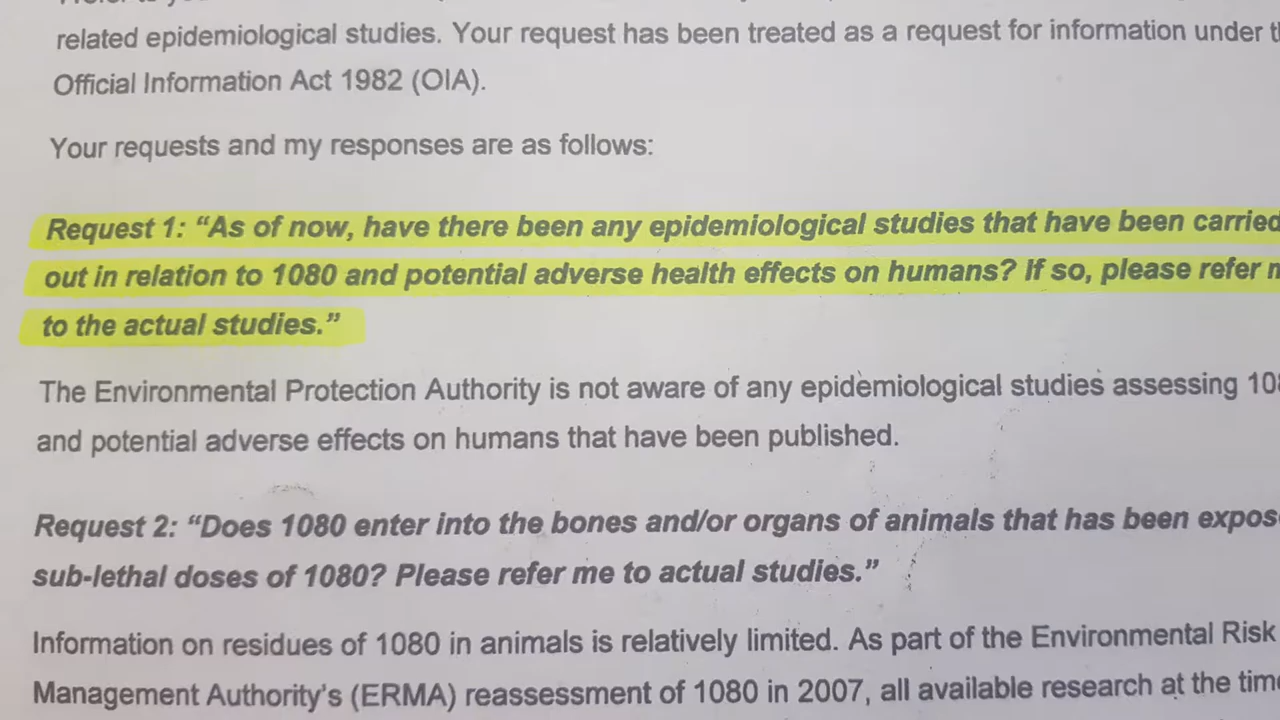 related epidemiological studies. Your request has been treated as a request for information under
Official Information Act 1982 (OIA).
Your requests and my responses are as follows:
Request 1: “As of now, have there been any epidemiological studies that have been carried
out in relation to 1080 and potential adverse health effects on humans? If so, please refer
to the actual studies.”
The Environmental Protection Authority is not aware of any epidemiological studies assessing
and potential adverse effects on humans that have been published.
Request 2: “Does 1080 enter into the bones and/or organs of animals that has been
sub-lethal doses of 1080? Please refer me to actual studies.”
Information on residues of 1080 in animals is relatively limited. As part of the Environmental Risk
Management Authority's (ERMA) reassessment of 1080 in 2007, all available research at the time